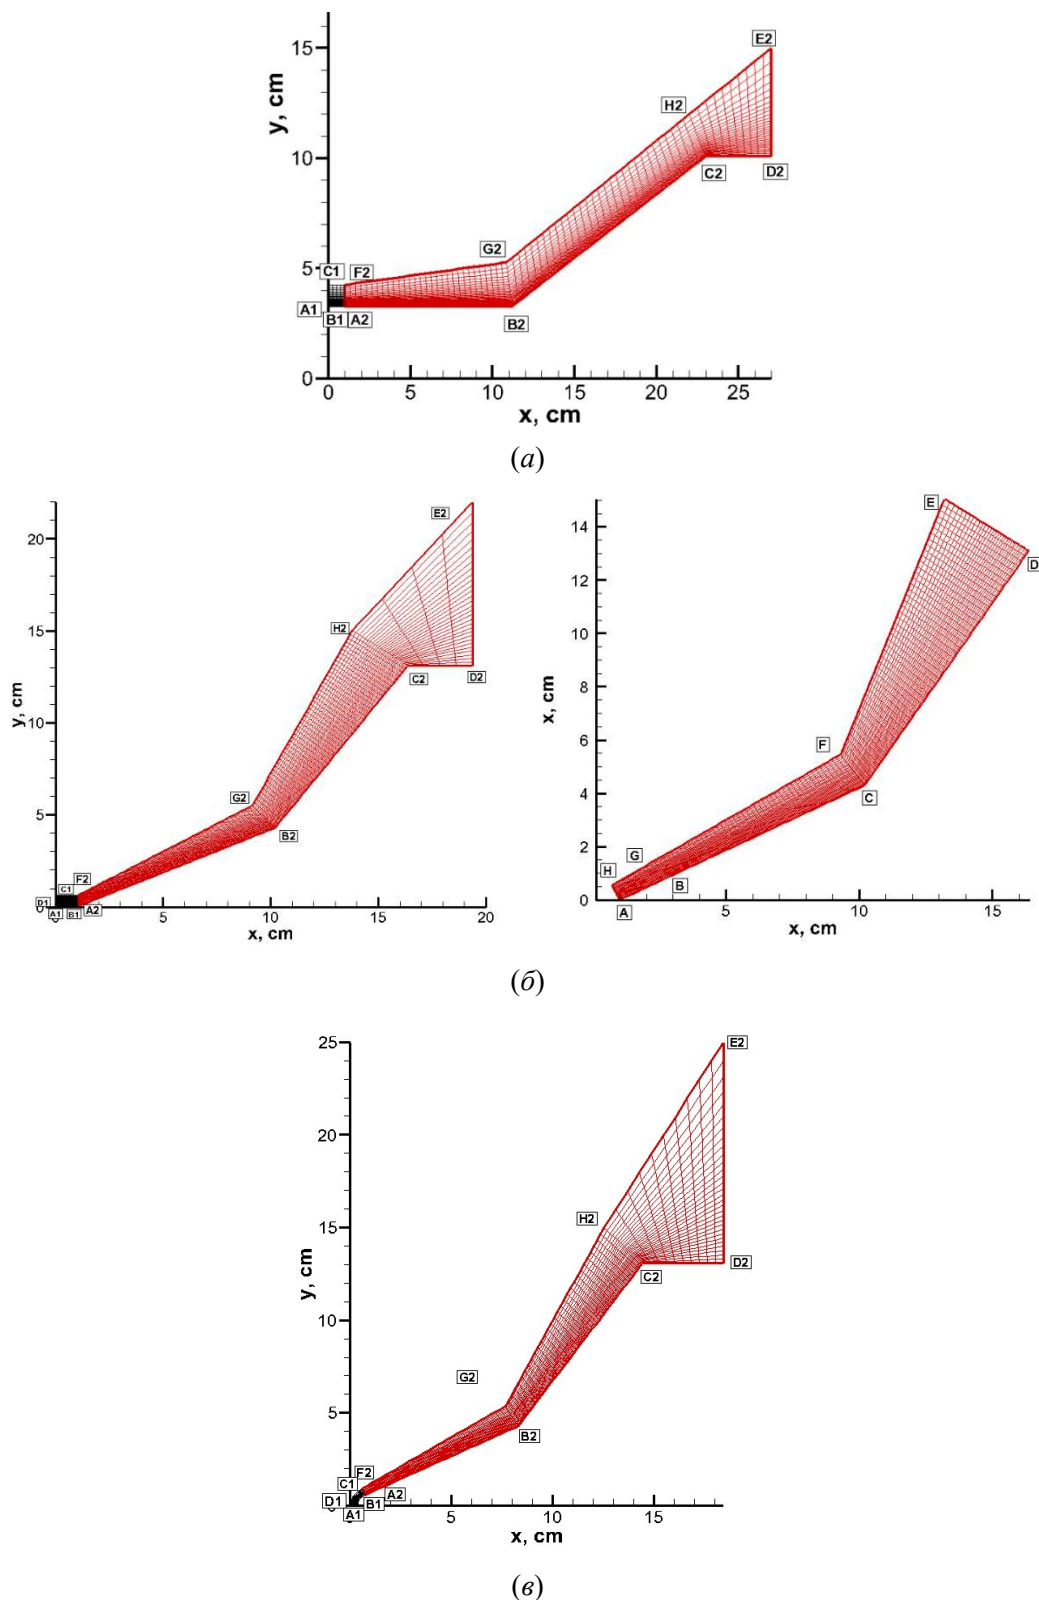 15
E2
y, cm
H2
10
C2
D2
G2
5
C1 F2
A1
B1 A2
B2
0
0 5 10 15 20 25
x, cm
(а)
20
E2
15
H2
C2
D2
10
y, cm
G2
5
B2
F2
C1
D1
A1 B1 A2
0
5 10 15 20
x, cm
14
E
D
12
10
8
x, cm
6
F
4
C
2
G
H
B
0
A
5 10 15
x, cm
(б)
25
E2
20
15
H2
D2
C2
y, cm
10
G2
5
B2
F2
C1
D1
A2
B1
A1
5 10 15
x, cm
(в)